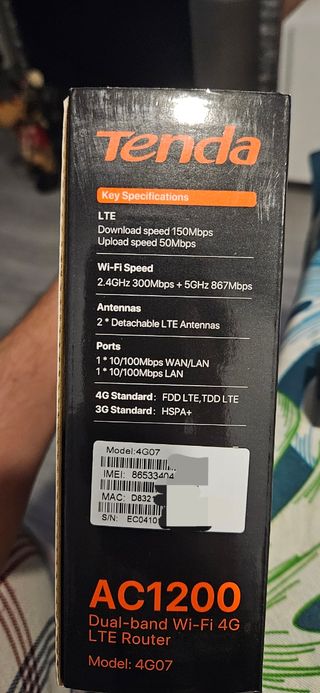 Tenda
Key Specifications
LTE
Download speed 150Mbps
Upload speed 50Mbps
Wi-Fi Speed
2.4GHz 300Mbps + 5GHz 867Mbps
Antennas
2 * Detachable LTE Antennas
Ports
1 * 10/100Mbps WAN/LAN
1 * 10/100Mbps LAN
4G Standard: FDD LTE,TDD LTE
3G Standard: HSPA+
Model:4G07
IMEI: 86533404
MAC: D832
S/N: EC0410
AC1200
Dual-band Wi-Fi 4G
LTE Router
Model: 4G07